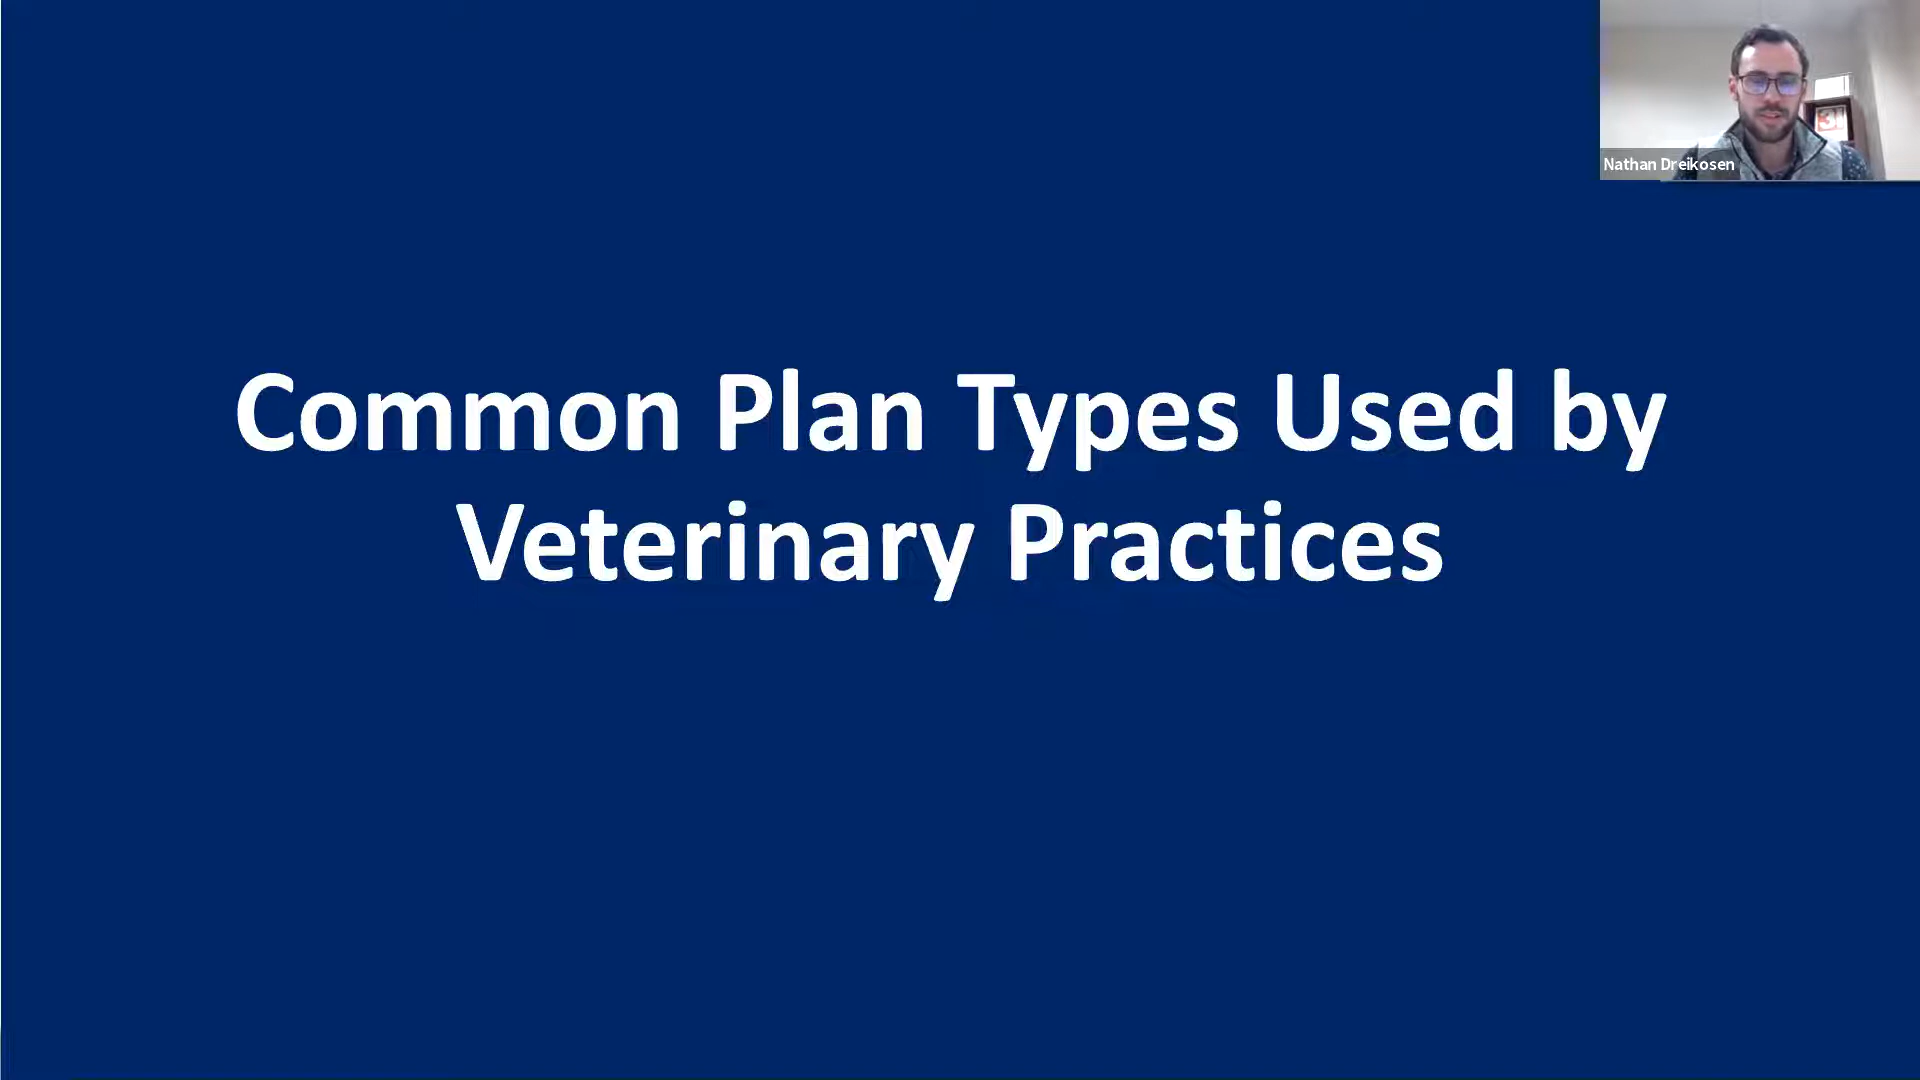 Common Plan Types Used by
Veterinary Practices
Nathan Dreikosen